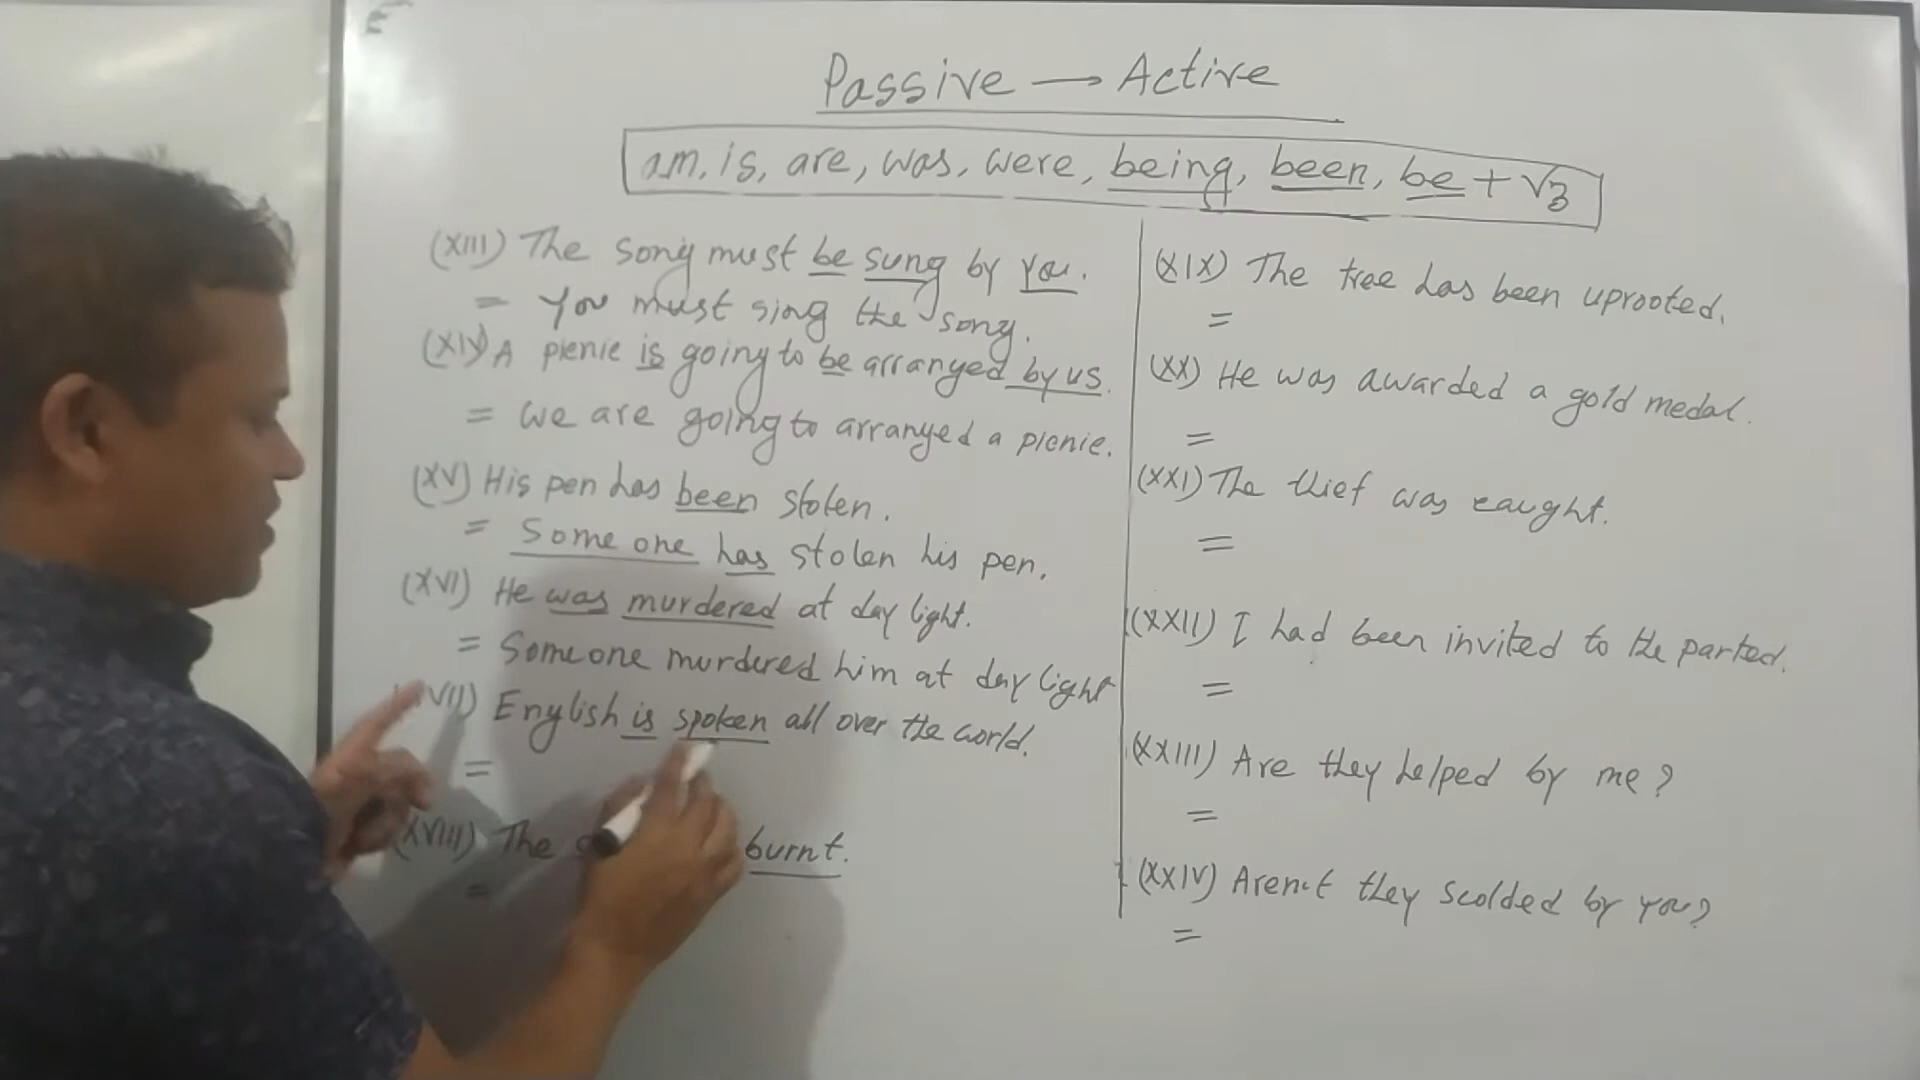 Passive → Active
am, is, are, was, were, being, been, be + V3
(XIII) The song must be sung by you.
= You must sing the song.
(XIV) A picnic is going to be arranged by us.
= we are going to arranged a picnic.
(XV) His pen has been stolen.
= Some one has stolen his pen.
(XVI) He was murdered at day light.
= Someone murdered him at day light
(XVII) English is spoken all over the world.
=
(XVIII) The burnt.
=
(XIX) The tree has been uprooted.
=
(XX) He was awarded a gold medal.
=
(XXI) The thief was caught.
=
(XXII) I had been invited to the parted.
=
(XXIII) Are they helped by me?
=
(XXIV) Aren't they scolded by you?
=